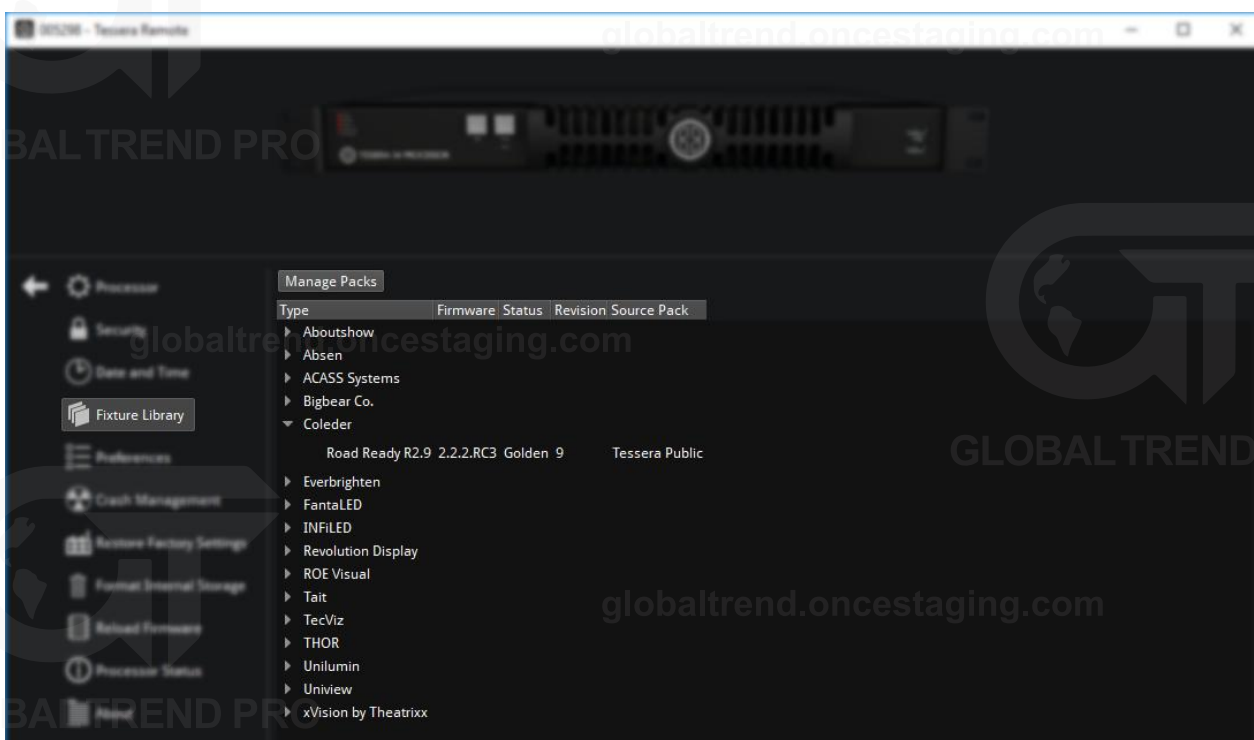 005298 - Tessera Remote
globaltrend.oncestaging.com
BAL TREND PRO
Manage Packs
Processor
Type Firmware Status Revision Source Pack
Security
Aboutshow
globaltrend.oncestaging.com
Absen
Date and Time
ACASS Systems
Bigbear Co.
Fixture Library
Coleder
Preferences
Road Ready R2.9 2.2.2.RC3 Golden 9 Tessera Public
GLOBAL TREND
Everbrighten
Crash Management
FantaLED
INFiLED
Restore Factory Settings
Revolution Display
ROE Visual
Format Internal Storage
Tait
globaltrend.oncestaging.com
TecViz
Reload Firmware
THOR
Unilumin
Processor Status
Uniview
About
BAL TREND PRO
xVision by Theatrixx